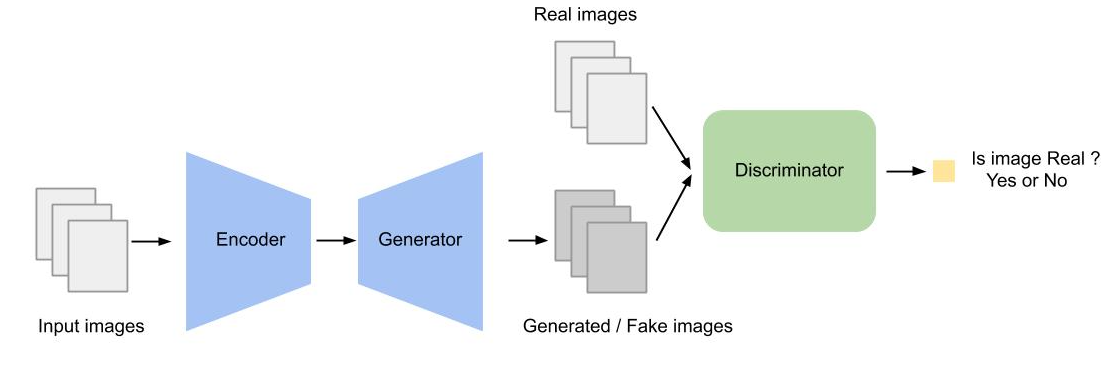 Real images
Discriminator
Is image Real ?
Yes or No
Encoder
Generator
Input images
Generated / Fake images